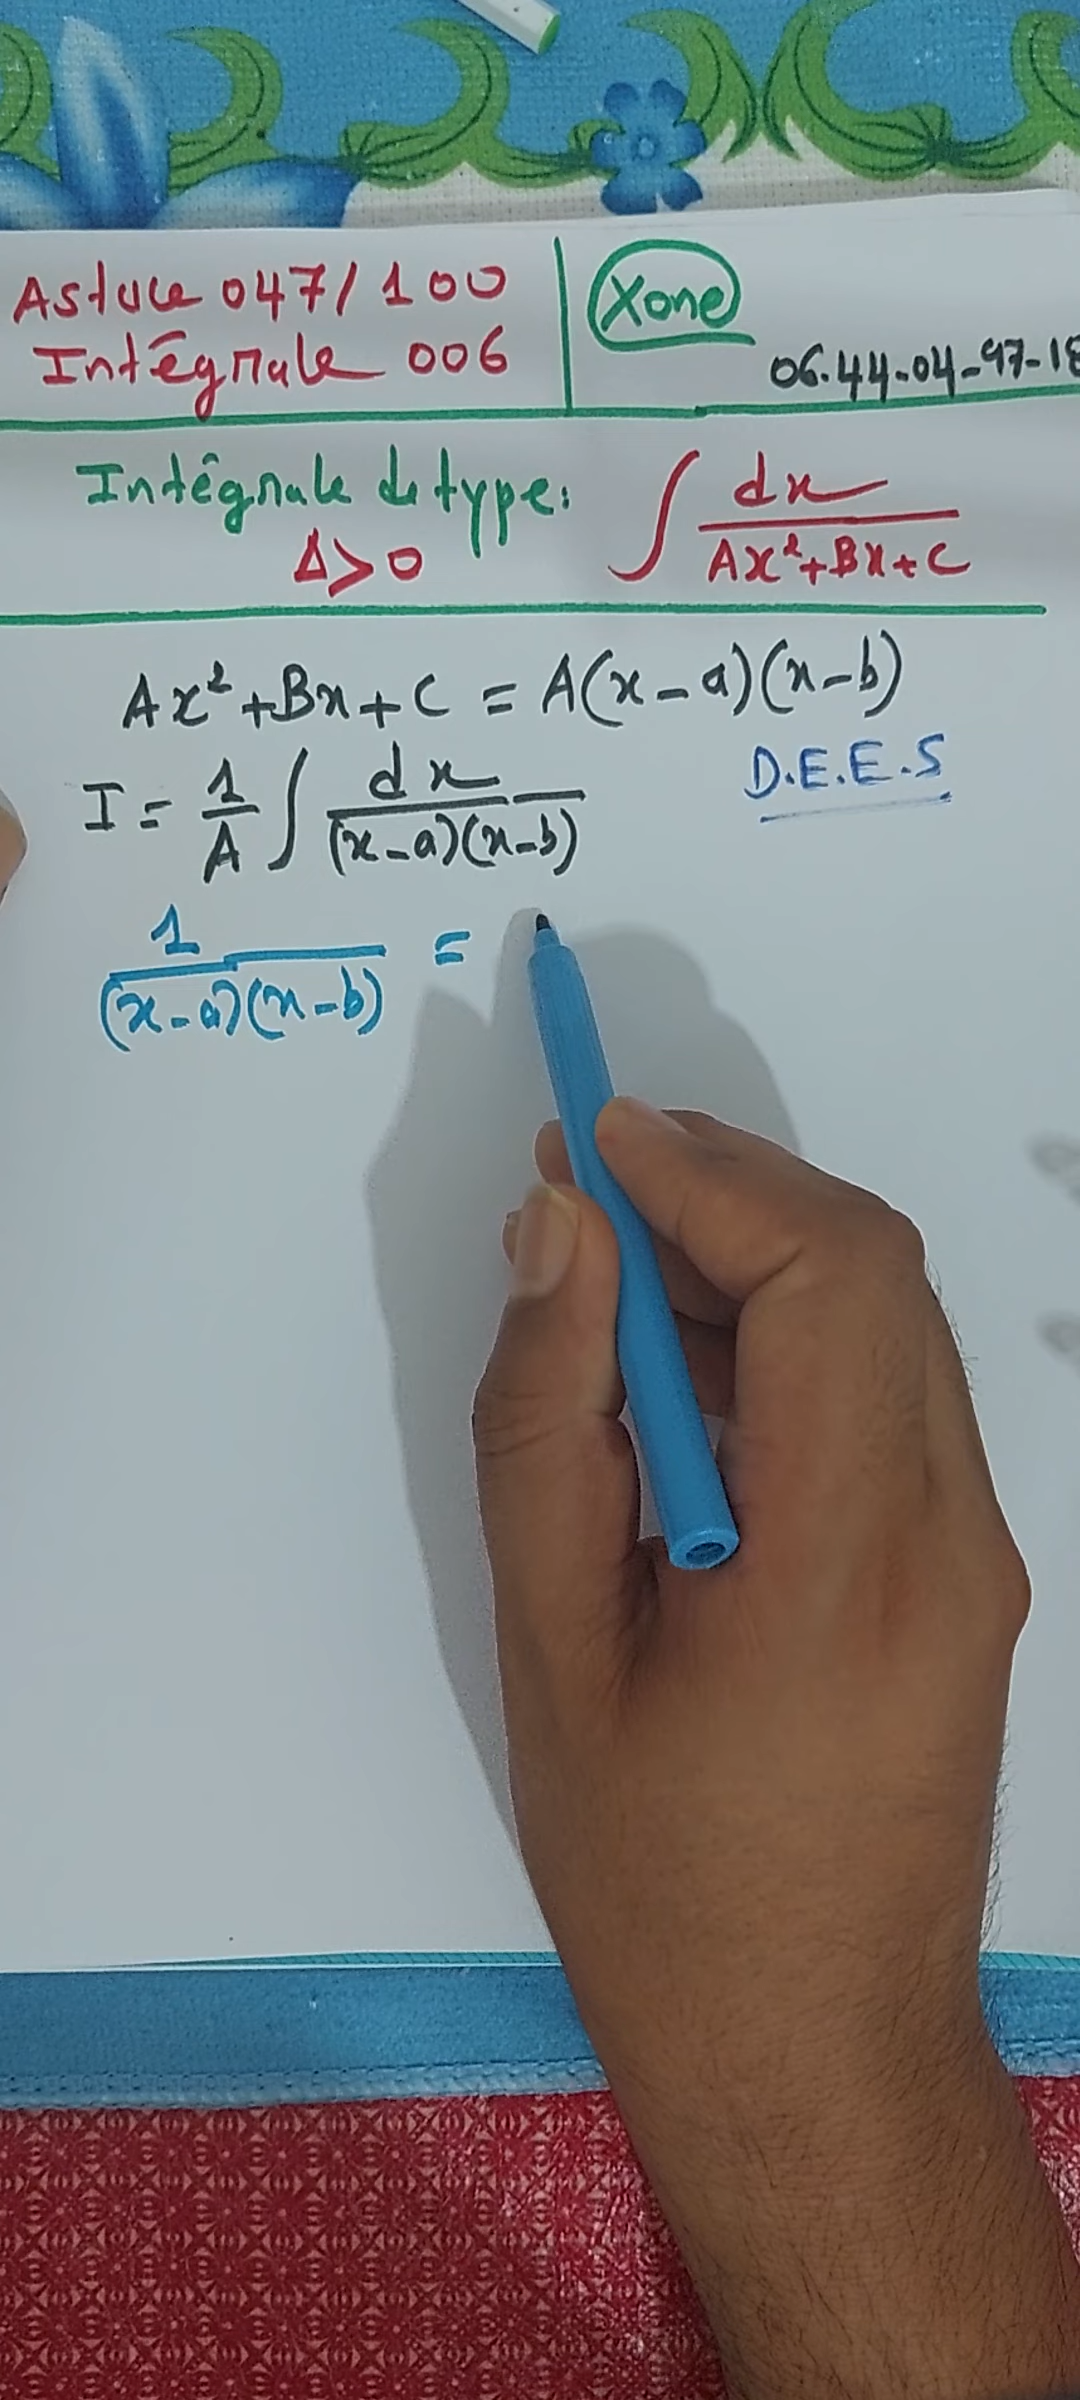 Astuce 047/100
Intégrale 006
Xone
06.44-04-97-18
Intégrale de type: ∫ dx / (Ax²+Bx+C)
Δ>0
Ax²+Bx+C = A(x-a)(x-b)
I = 1/A ∫ dx / (x-a)(x-b)
D.E.E.S
1 / (x-a)(x-b) =